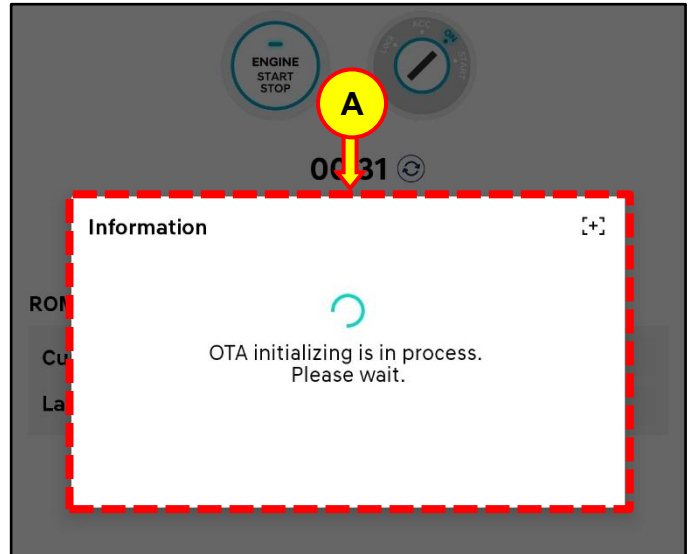 ENGINE
START
STOP
LOCK
ACC
ON
START
A
00:31
Information
[+]
ROM
OTA initializing is in process.
Please wait.
Cu
La